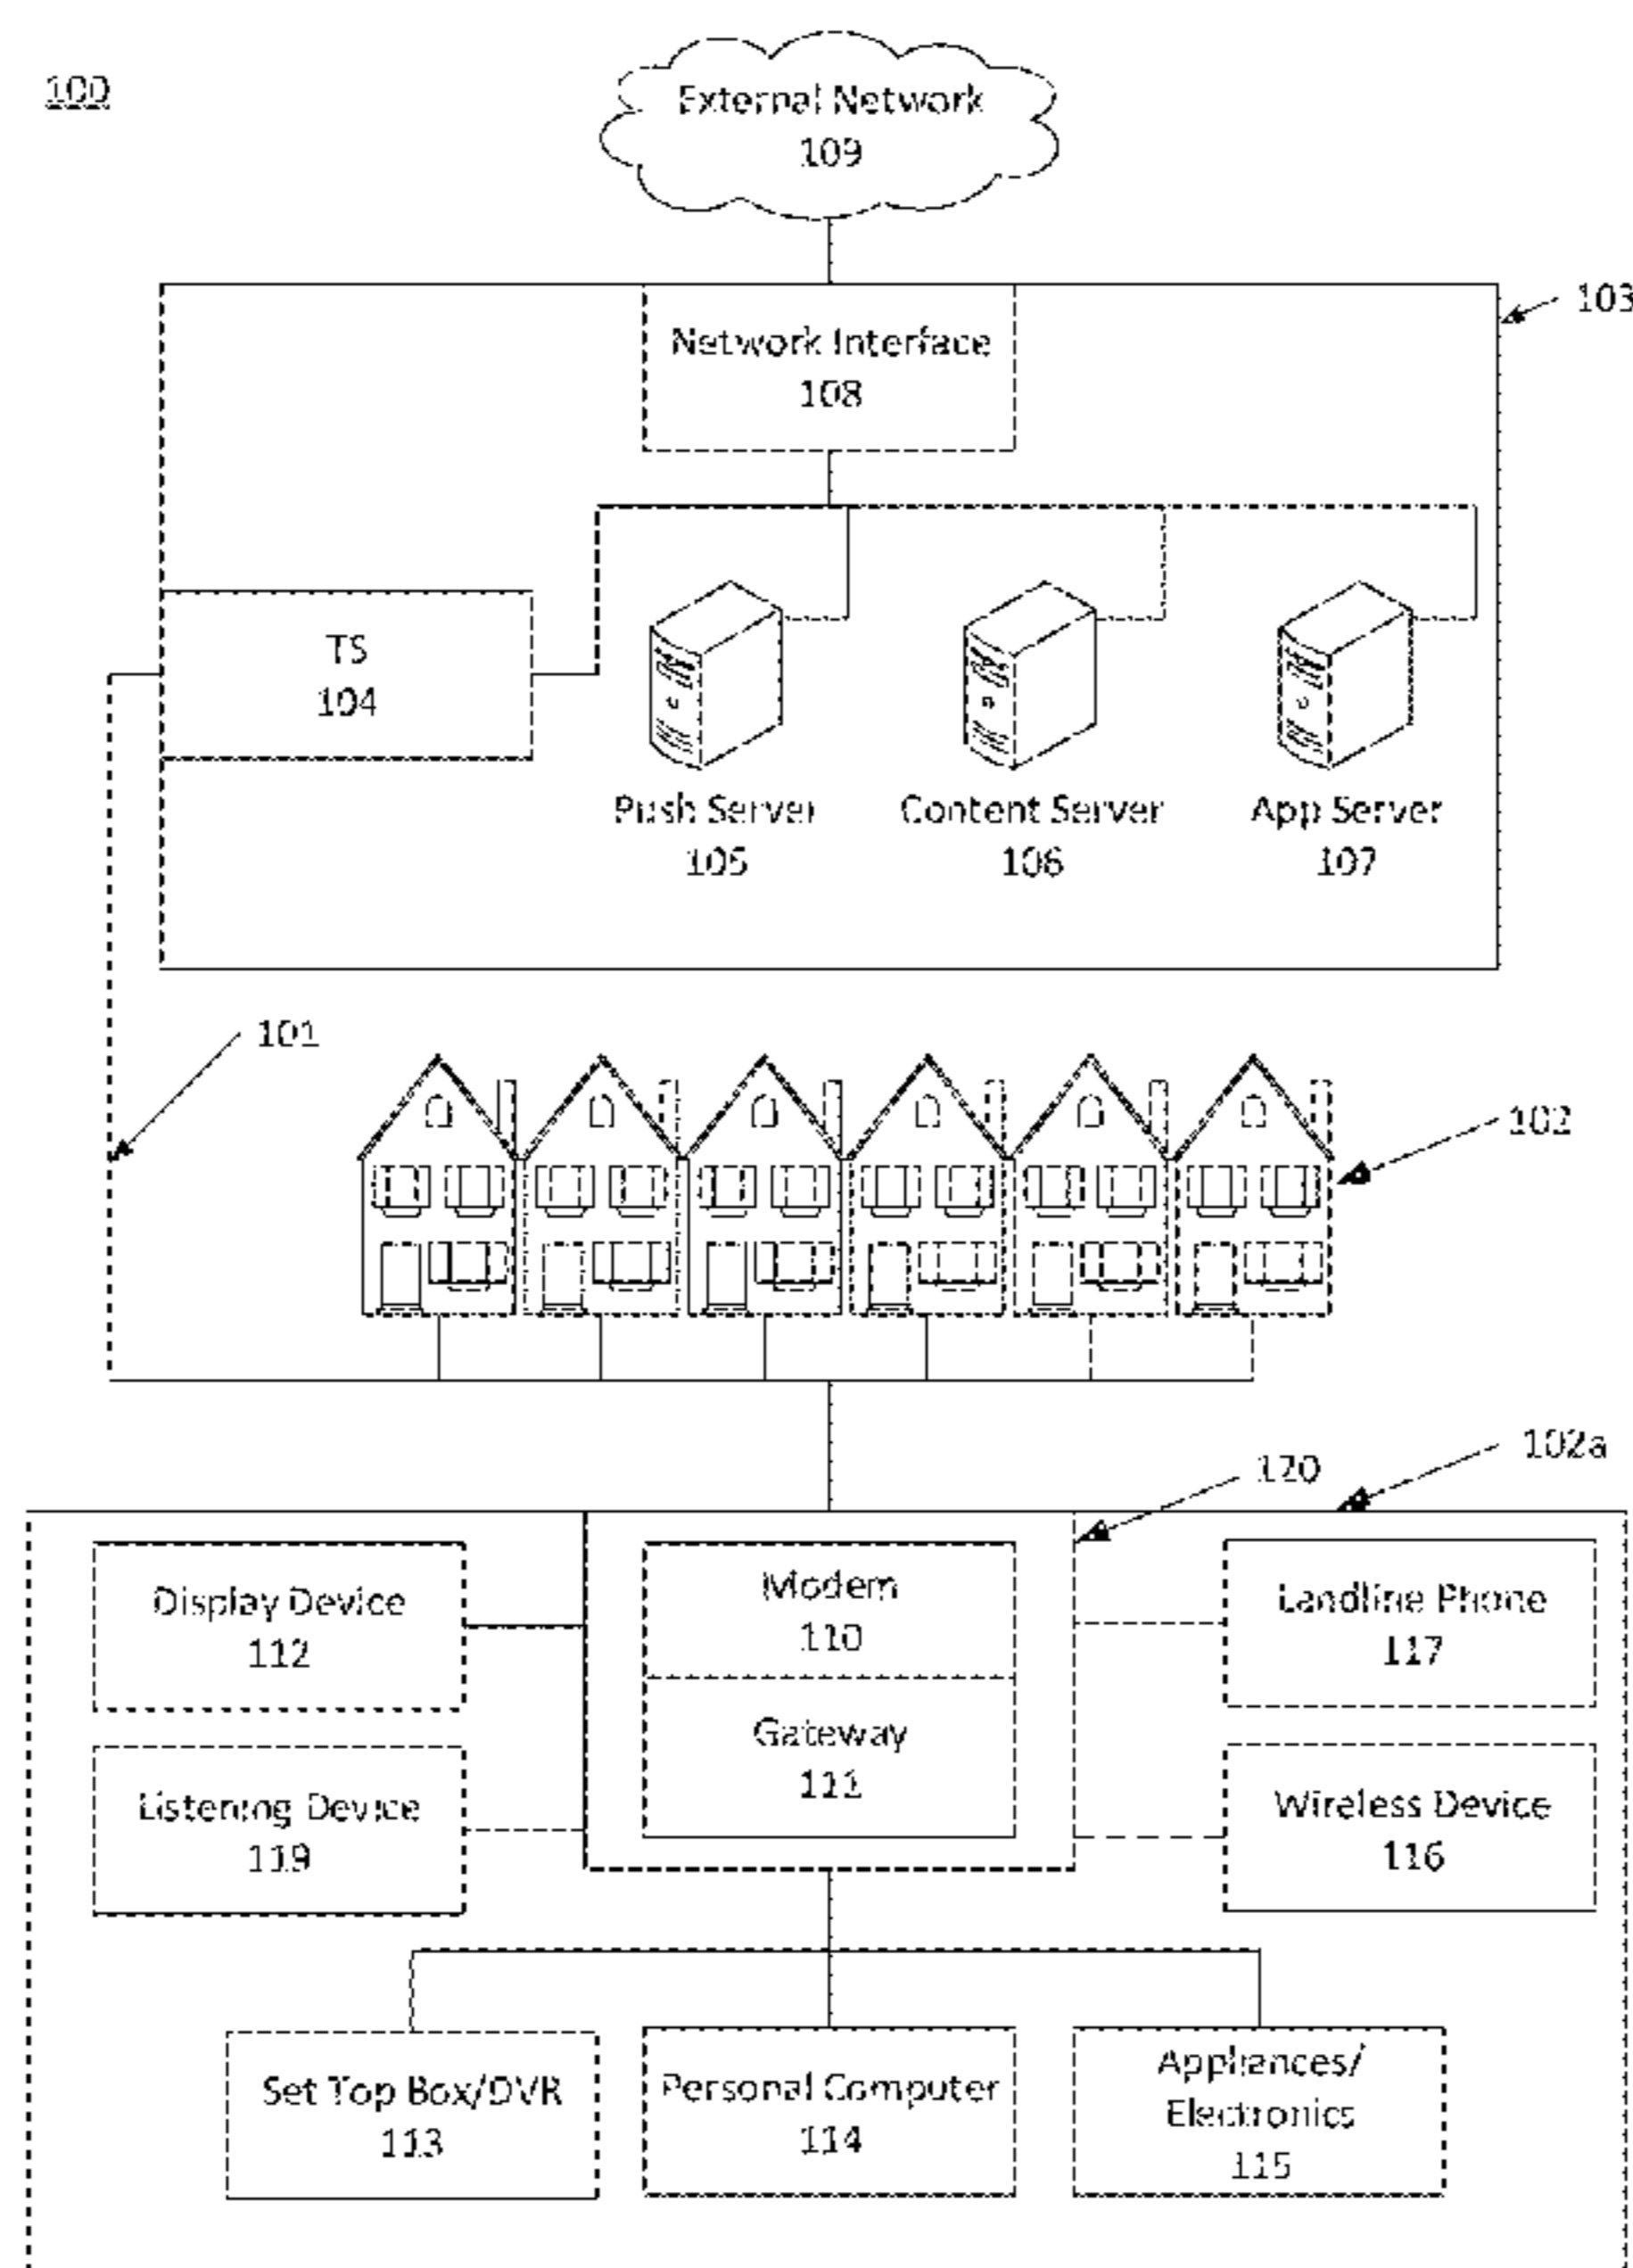 100
External Network
109
103
Network Interface
108
TS
104
Push Server
105
Content Server
106
App Server
107
101
102
102a
120
Display Device
112
Modem
110
Landline Phone
117
Gateway
111
Listening Device
119
Wireless Device
116
Set Top Box/DVR
113
Personal Computer
114
Appliances/
Electronics
115